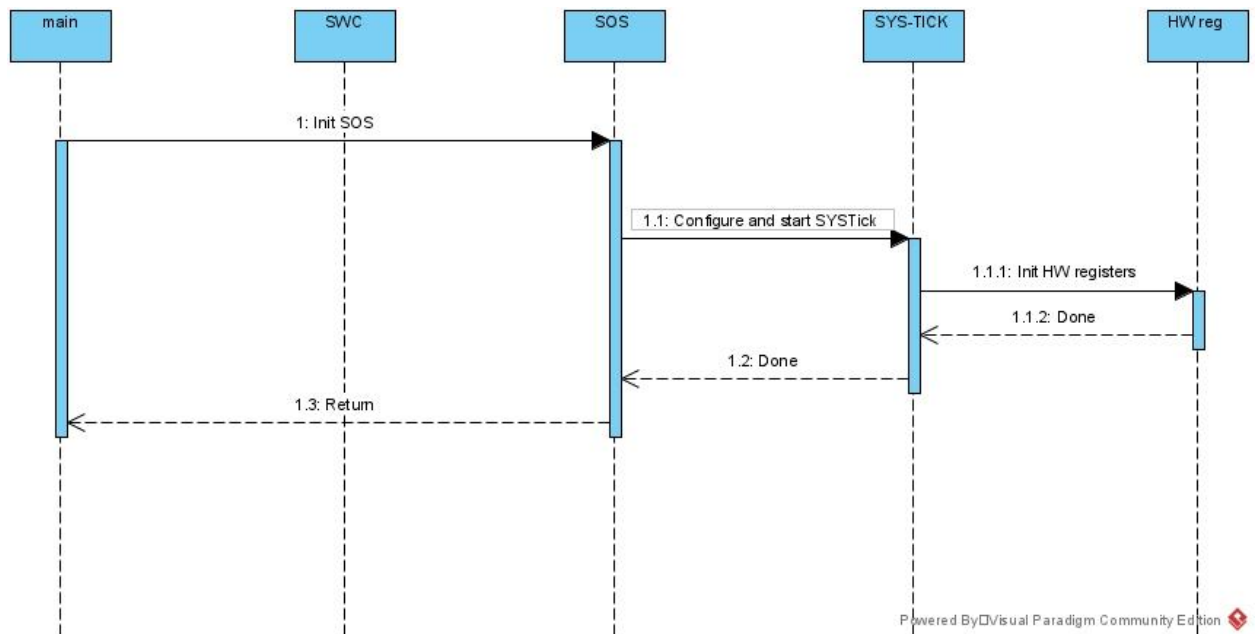 main
SWC
SOS
SYS-TICK
HW reg
1: Init SOS
1.1: Configure and start SYSTick
1.1.1: Init HW registers
1.1.2: Done
1.2: Done
1.3: Return
Powered By□Visual Paradigm Community Edition